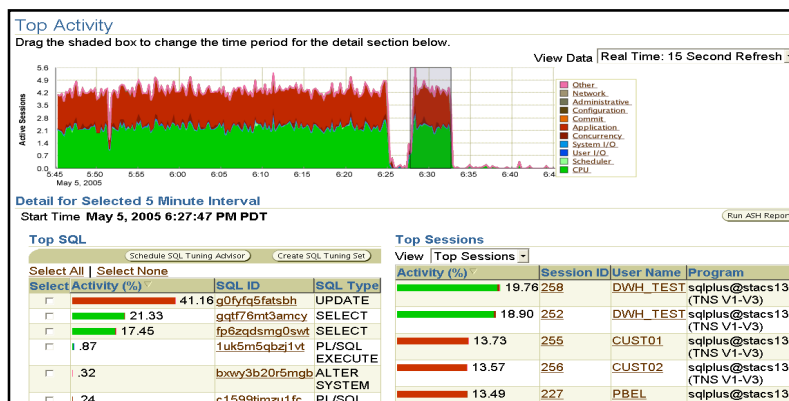 Top Activity
Drag the shaded box to change the time period for the detail section below.
View Data Real Time: 15 Second Refresh
5.6
4.9
4.2
3.5
2.8
2.1
1.4
0.7
0.0
Active Sessions
5:45 5:50 5:55 6:00 6:05 6:10 6:15 6:20 6:25 6:30 6:35 6:40 6:4
May 5, 2005
Other
Network
Administrative
Configuration
Commit
Application
Concurrency
System I/O
User I/O
Scheduler
CPU
Detail for Selected 5 Minute Interval
Start Time May 5, 2005 6:27:47 PM PDT
Run ASH Report
Top SQL
Schedule SQL Tuning Advisor Create SQL Tuning Set
Select All | Select None
Select Activity (%) SQL ID SQL Type
41.16 g0fyfq5fatsbh UPDATE
21.33 gqtf76mt3amcy SELECT
17.45 fp6zqdsmg0swt SELECT
.87 1uk5m5qbzj1vt PL/SQL
EXECUTE
.32 bxwy3b20r5mgb ALTER
SYSTEM
.24 c1599timzu1fc PL/SQL
Top Sessions
View Top Sessions
Activity (%) Session ID User Name Program
19.76 258 DWH_TEST sqlplus@stacs13
(TNS V1-V3)
18.90 252 DWH_TEST sqlplus@stacs13
(TNS V1-V3)
13.73 255 CUST01 sqlplus@stacs13
(TNS V1-V3)
13.57 256 CUST02 sqlplus@stacs13
(TNS V1-V3)
13.49 227 PBEL sqlplus@stacs13